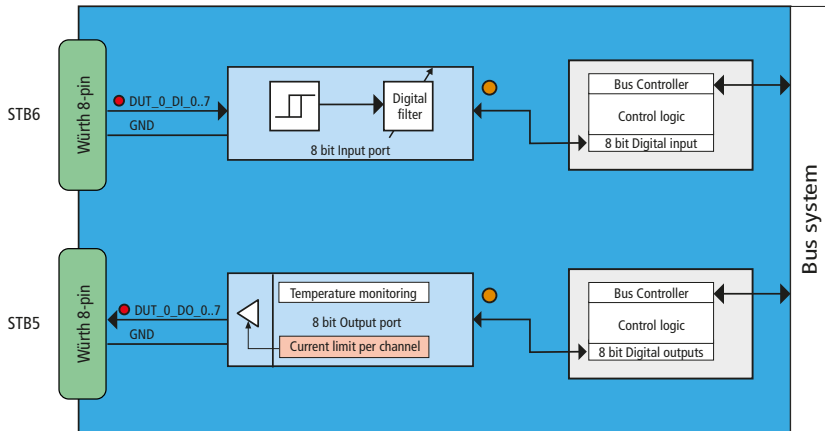 STB6
Würth 8-pin
DUT_0_DI_0..7
GND
Digital
filter
8 bit Input port
Bus Controller
Control logic
8 bit Digital input
Bus system
STB5
Würth 8-pin
DUT_0_DO_0..7
GND
Temperature monitoring
8 bit Output port
Current limit per channel
Bus Controller
Control logic
8 bit Digital outputs